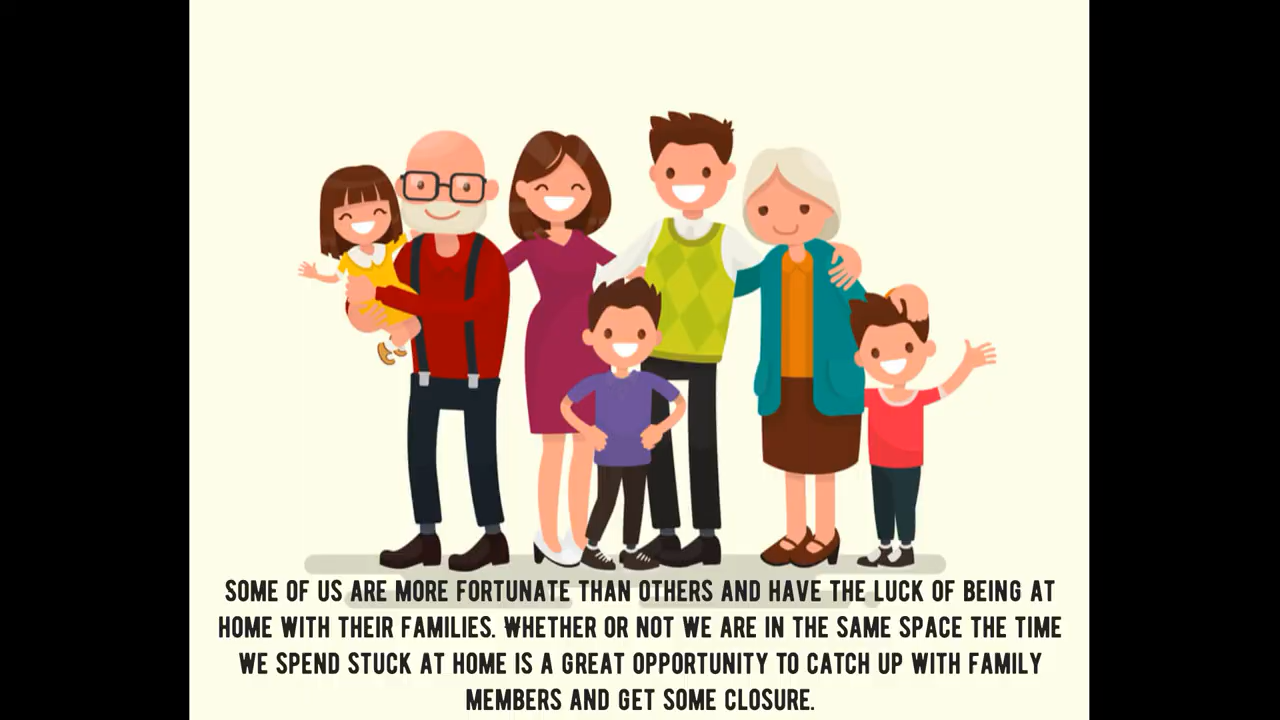 SOME OF US ARE MORE FORTUNATE THAN OTHERS AND HAVE THE LUCK OF BEING AT
HOME WITH THEIR FAMILIES. WHETHER OR NOT WE ARE IN THE SAME SPACE THE TIME
WE SPEND STUCK AT HOME IS A GREAT OPPORTUNITY TO CATCH UP WITH FAMILY
MEMBERS AND GET SOME CLOSURE.